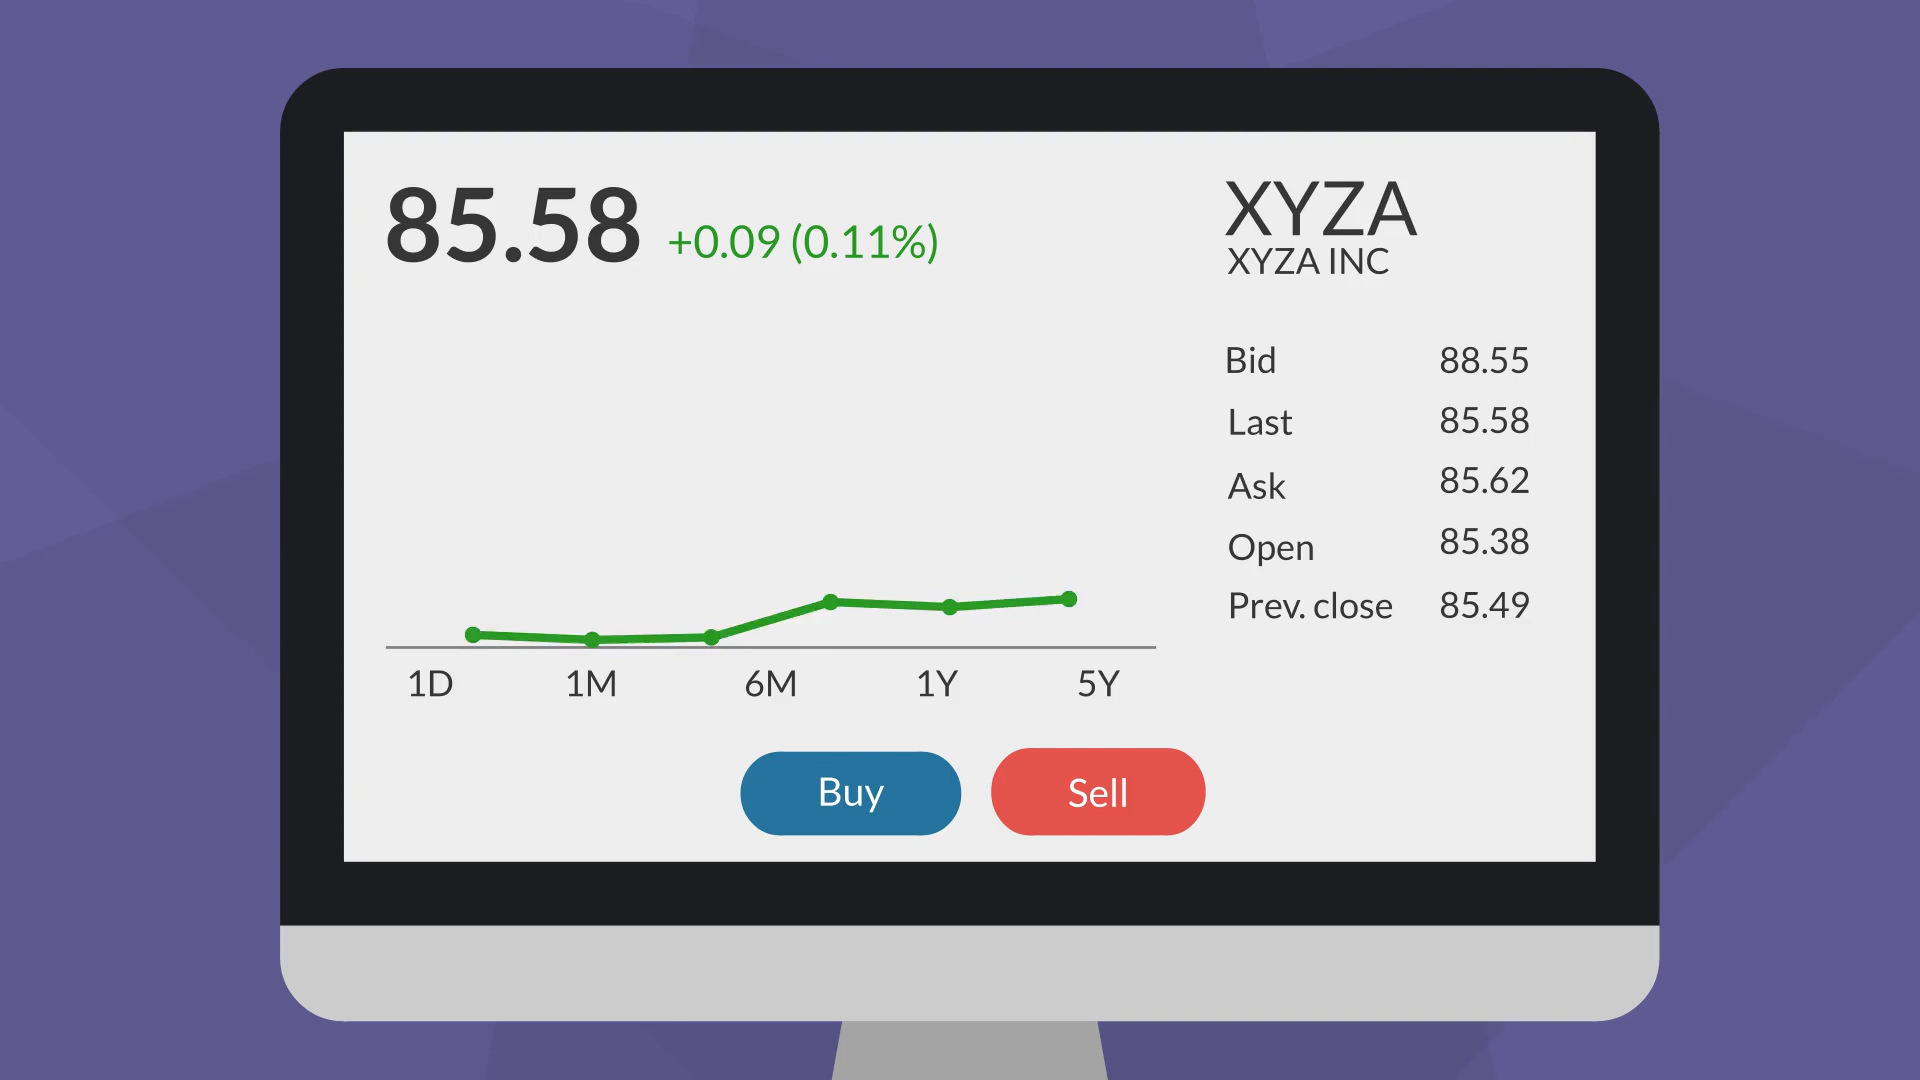 85.58 +0.09 (0.11%)
XYZA
XYZA INC
Bid 88.55
Last 85.58
Ask 85.62
Open 85.38
Prev. close 85.49
1D 1M 6M 1Y 5Y
Buy Sell